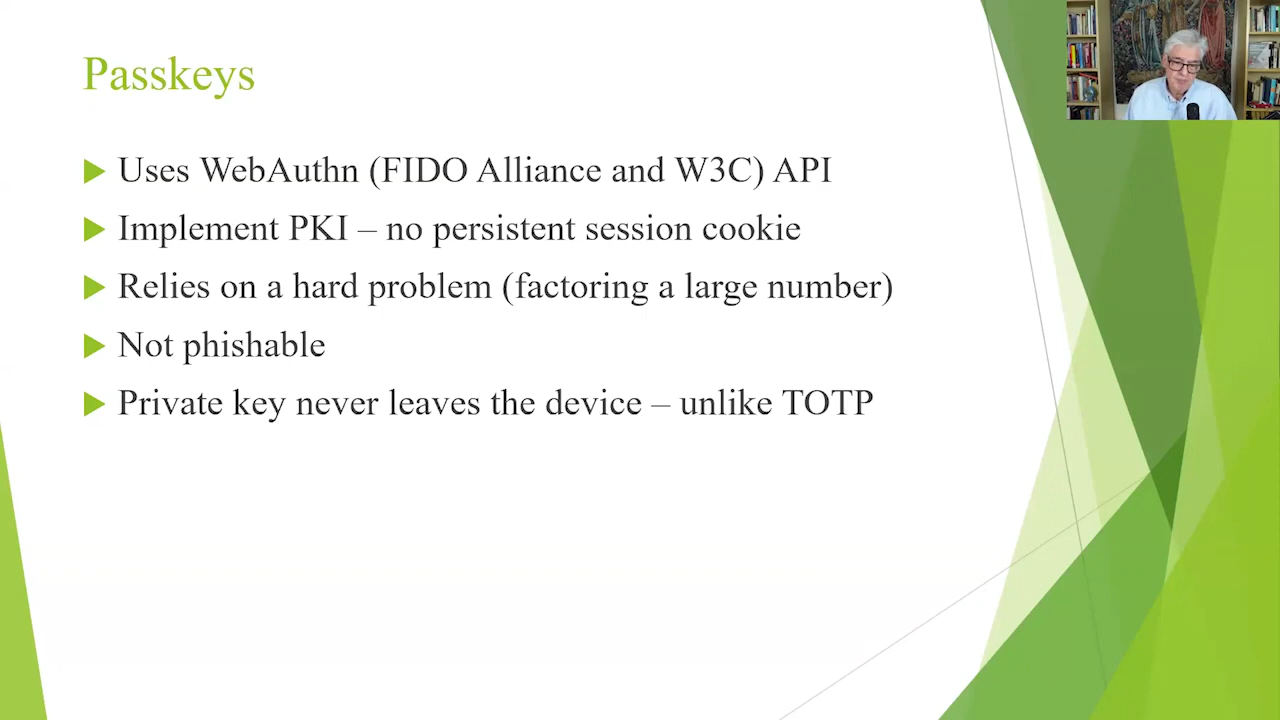 Passkeys
Uses WebAuthn (FIDO Alliance and W3C) API
Implement PKI – no persistent session cookie
Relies on a hard problem (factoring a large number)
Not phishable
Private key never leaves the device – unlike TOTP